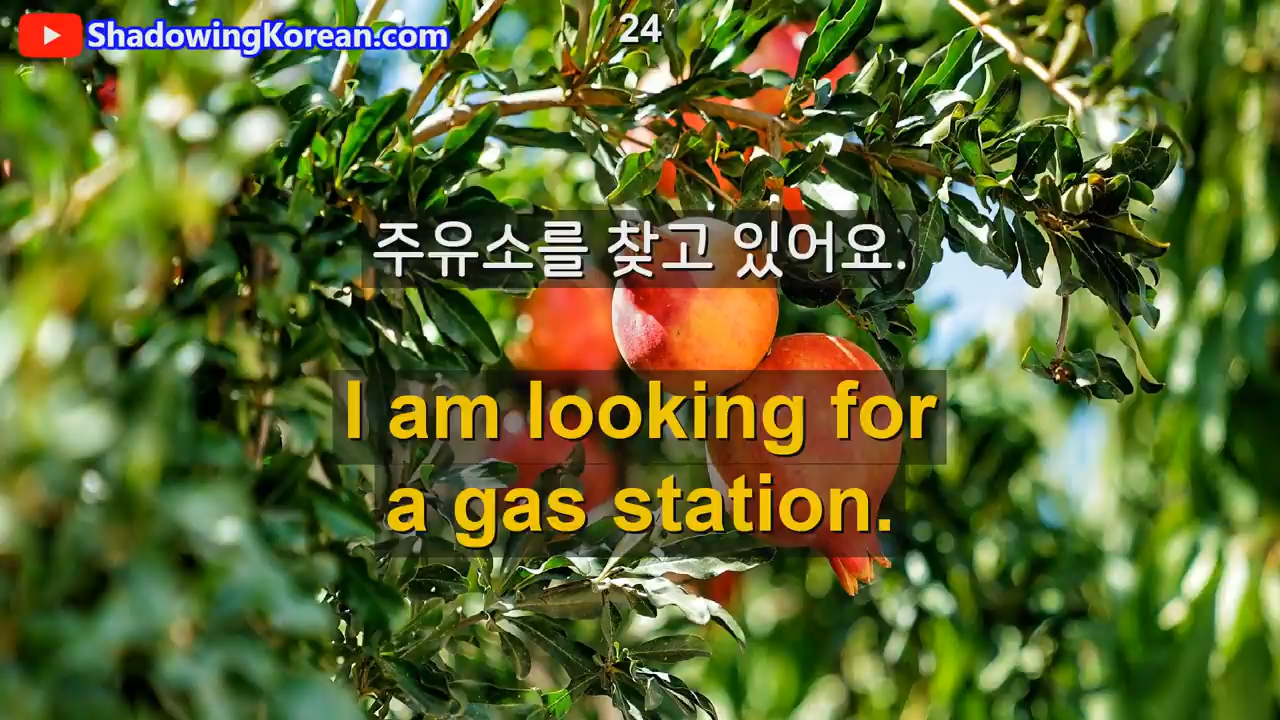 ShadowingKorean.com
24
주유소를 찾고 있어요.
I am looking for
a gas station.